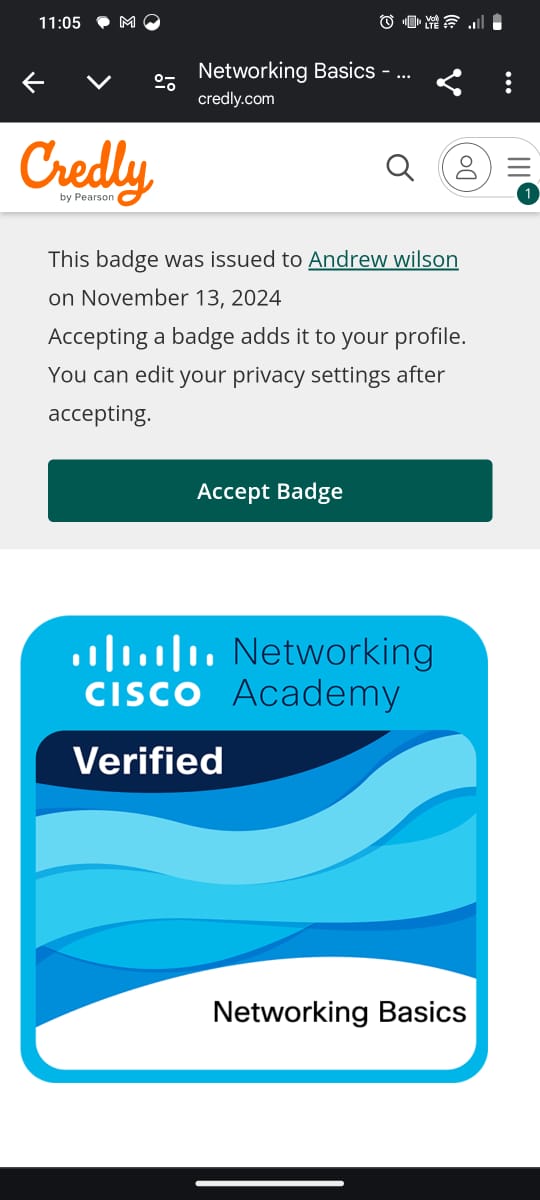 11:05
Vo)
LTE
Networking Basics - ...
credly.com
Credly
by Pearson
1
This badge was issued to Andrew wilson
on November 13, 2024
Accepting a badge adds it to your profile.
You can edit your privacy settings after
accepting.
Accept Badge
CISCO Networking
Academy
Verified
Networking Basics